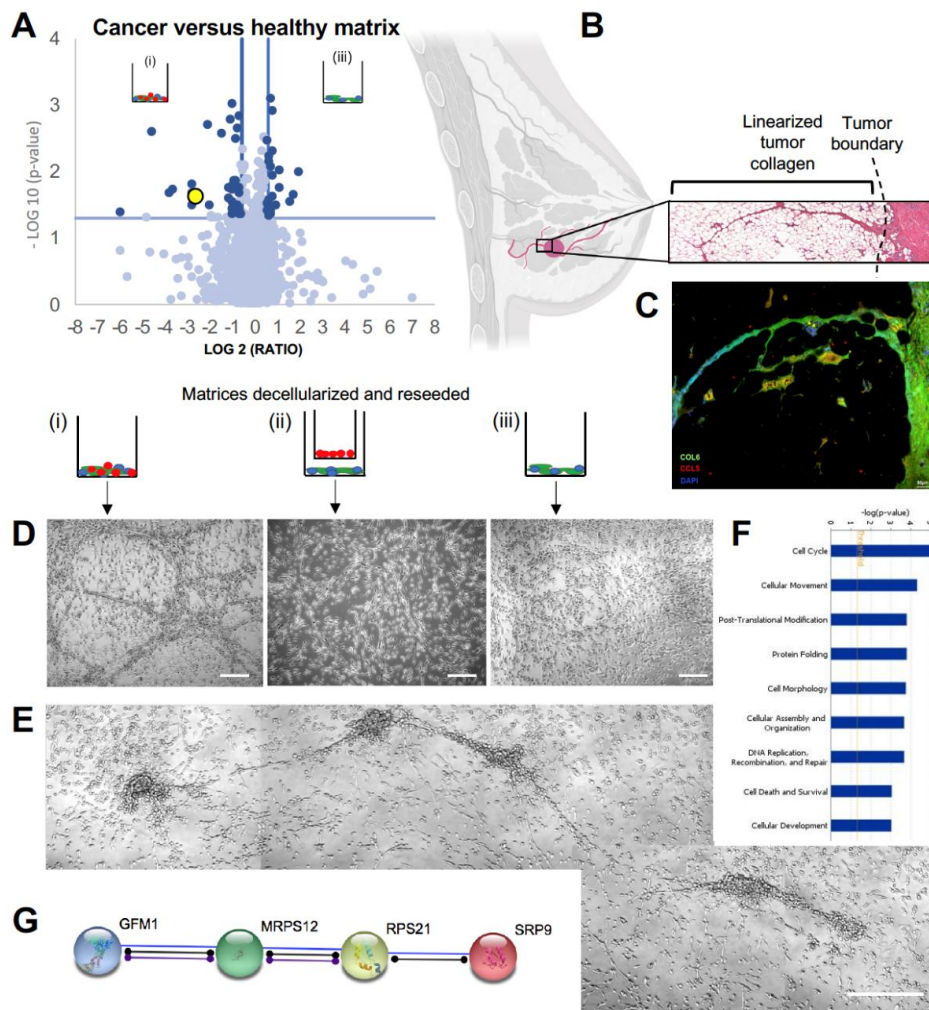 A
Cancer versus healthy matrix
4
3
2
1
0
- LOG 10 (p-value)
(i)
(iii)
-8 -7 -6 -5 -4 -3 -2 -1 0 1 2 3 4 5 6 7 8
LOG 2 (RATIO)
B
Linearized
tumor
collagen
Tumor
boundary
C
COL6
CCL5
DAPI
Matrices decellularized and reseeded
(i)
(ii)
(iii)
D
E
F
-log(p-value)
0 1 2 3 4 5
Threshold
Cell Cycle
Cellular Movement
Post-Translational Modification
Protein Folding
Cell Morphology
Cellular Assembly and
Organization
DNA Replication,
Recombination, and Repair
Cell Death and Survival
Cellular Development
G
GFM1
MRPS12
RPS21
SRP9